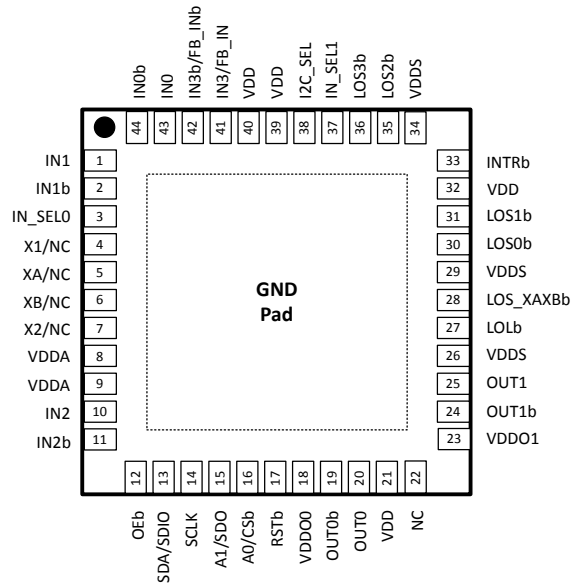 IN0b
IN0
IN3b/FB_INb
IN3/FB_IN
VDD
VDD
I2C_SEL
IN_SEL1
LOS3b
LOS2b
VDDS
44
43
42
41
40
39
38
37
36
35
34
IN1 1
IN1b 2
IN_SEL0 3
X1/NC 4
XA/NC 5
XB/NC 6
X2/NC 7
VDDA 8
VDDA 9
IN2 10
IN2b 11
GND
Pad
33 INTRb
32 VDD
31 LOS1b
30 LOS0b
29 VDDS
28 LOS_XAXBb
27 LOLb
26 VDDS
25 OUT1
24 OUT1b
23 VDDO1
12
13
14
15
16
17
18
19
20
21
22
OEb
SDA/SDIO
SCLK
A1/SDO
A0/CSb
RSTb
VDDO0
OUT0b
OUT0
VDD
NC